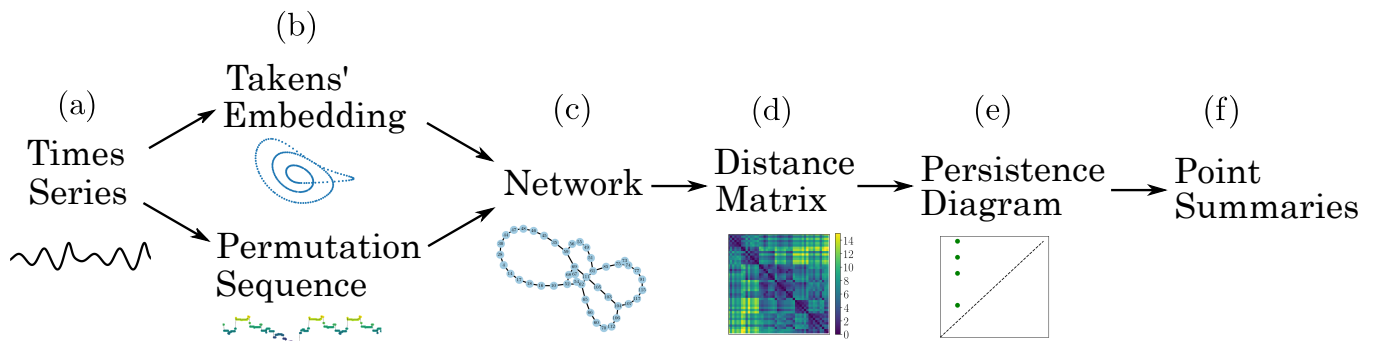 (a)
Times
Series
(b)
Takens'
Embedding
Permutation
Sequence
(c)
Network
(d)
Distance
Matrix
14
12
10
8
6
4
2
0
(e)
Persistence
Diagram
(f)
Point
Summaries